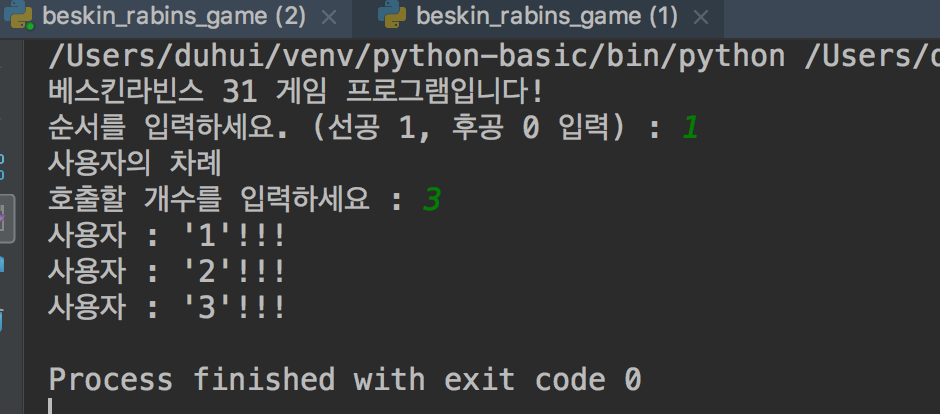 beskin_rabins_game (2) × beskin_rabins_game (1) ×
/Users/duhui/venv/python-basic/bin/python /Users/d
베스킨라빈스 31 게임 프로그램입니다!
순서를 입력하세요. (선공 1, 후공 0 입력) : 1
사용자의 차례
호출할 개수를 입력하세요 : 3
사용자 : '1'!!!
사용자 : '2'!!!
사용자 : '3'!!!
Process finished with exit code 0